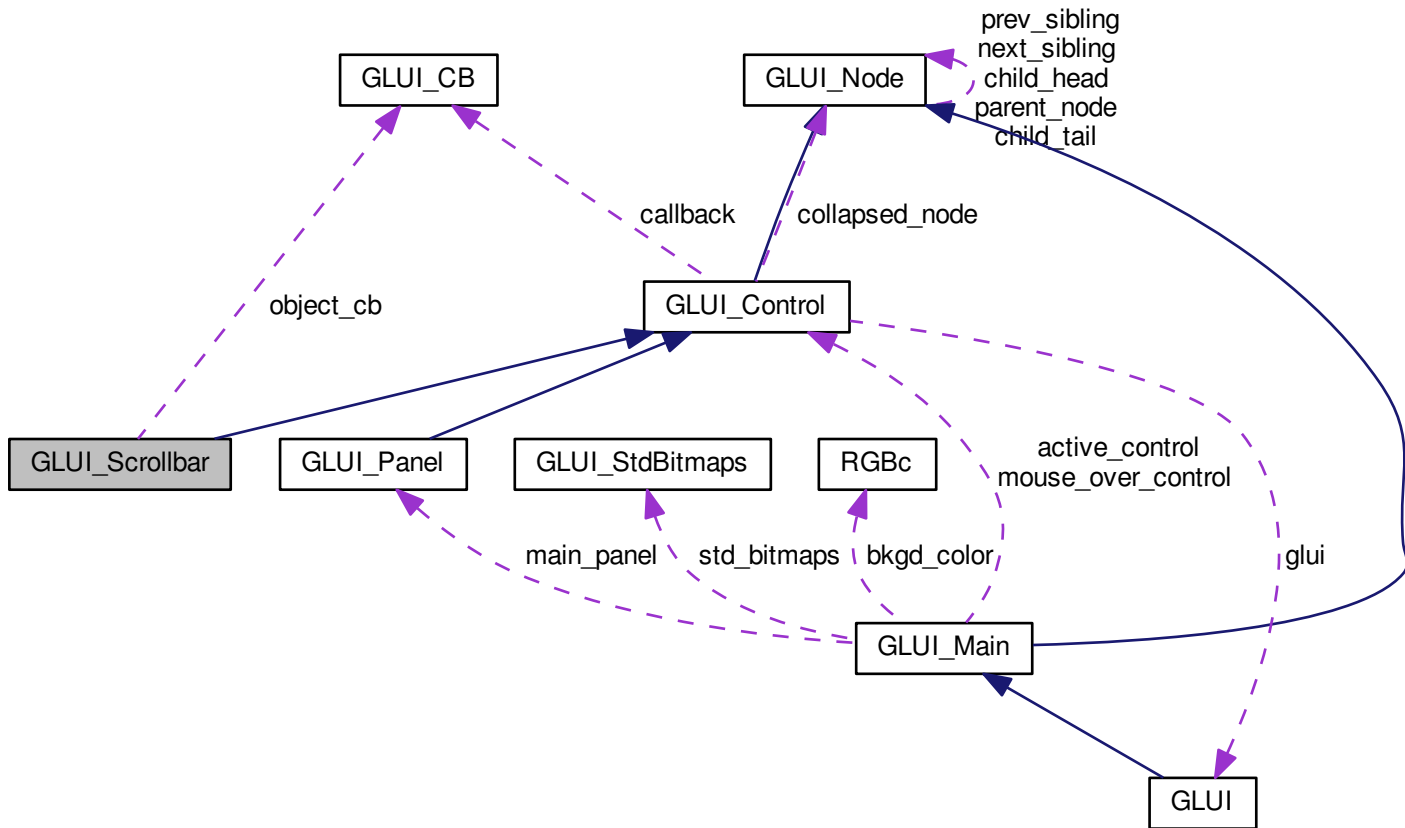 prev_sibling
next_sibling
child_head
parent_node
child_tail
GLUI_CB
GLUI_Node
callback
collapsed_node
object_cb
GLUI_Control
GLUI_Scrollbar
GLUI_Panel
GLUI_StdBitmaps
RGBc
active_control
mouse_over_control
main_panel
std_bitmaps
bkgd_color
glui
GLUI_Main
GLUI